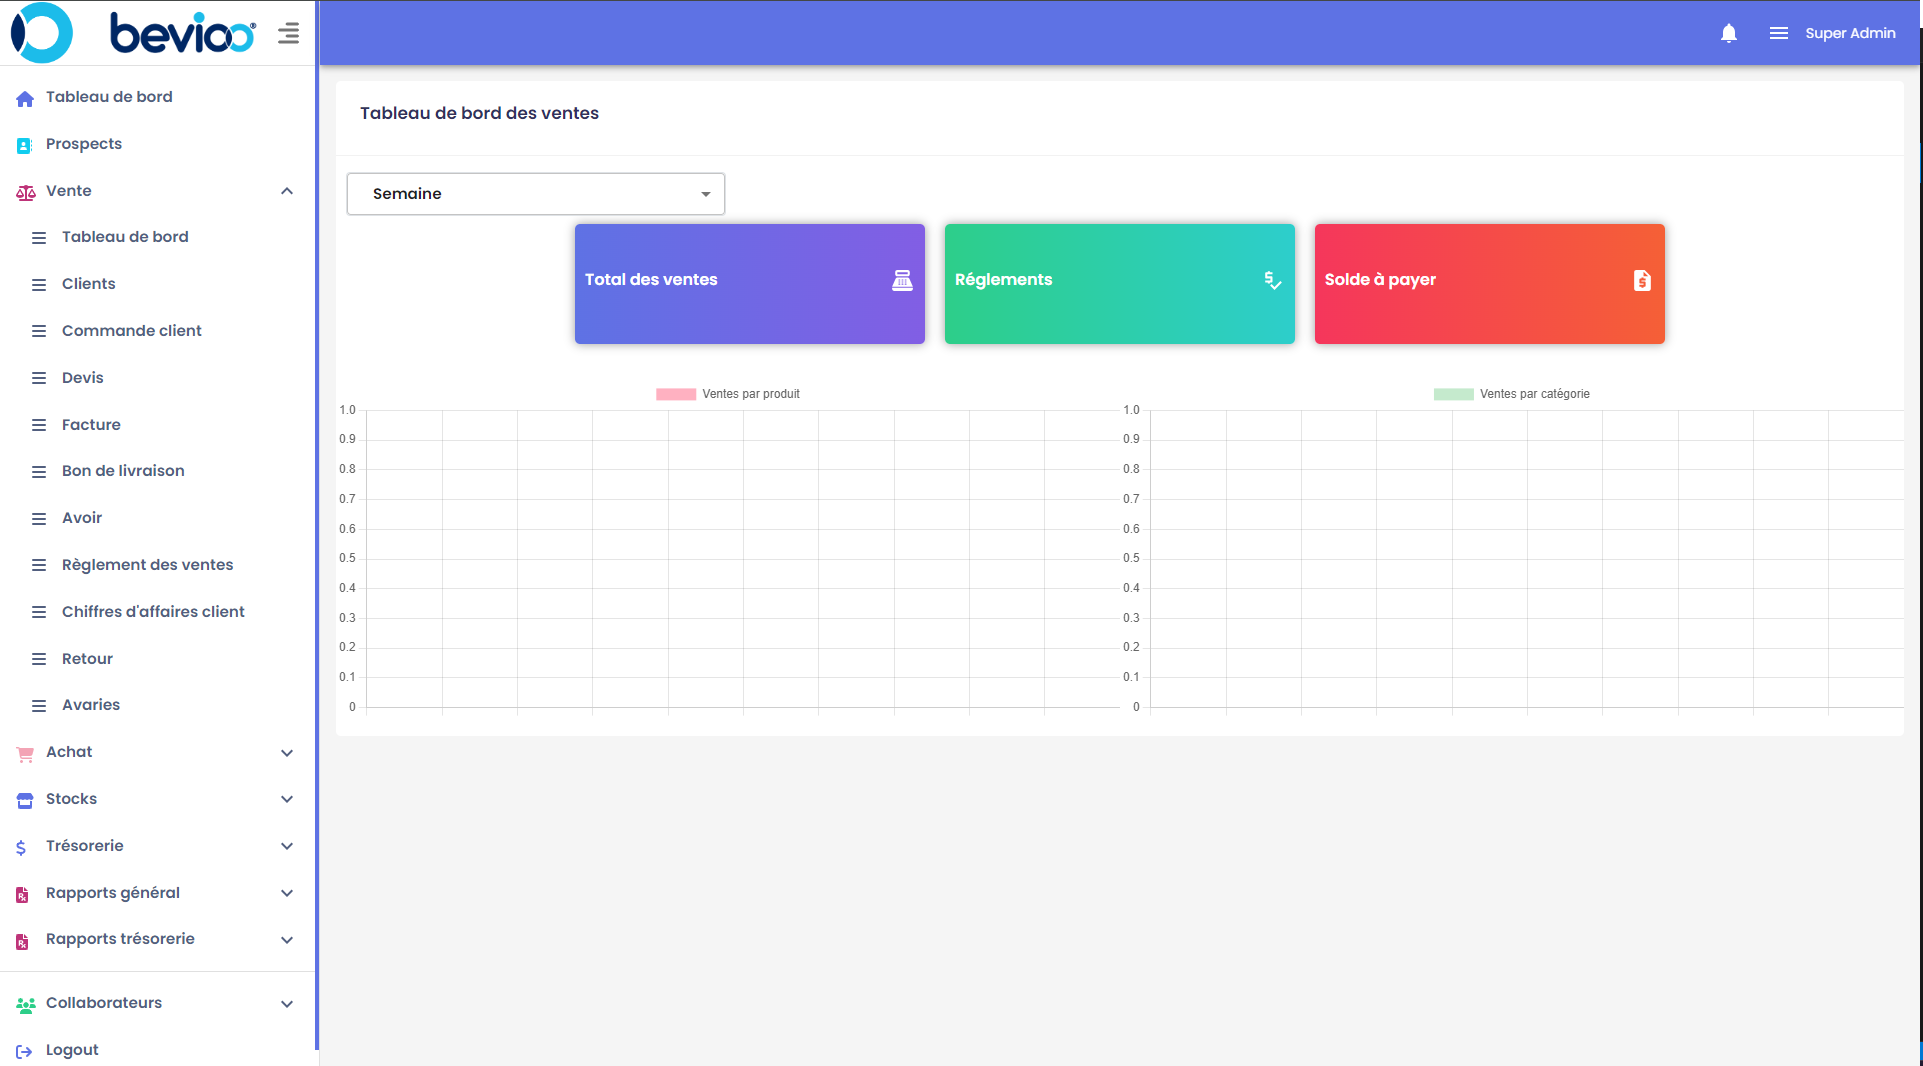 bevioo®
Super Admin
Tableau de bord
Prospects
Vente
Tableau de bord
Clients
Commande client
Devis
Facture
Bon de livraison
Avoir
Règlement des ventes
Chiffres d'affaires client
Retour
Avaries
Achat
Stocks
Trésorerie
Rapports général
Rapports trésorerie
Collaborateurs
Logout
Tableau de bord des ventes
Semaine
Total des ventes
Réglements
Solde à payer
Ventes par produit
1.0
0.9
0.8
0.7
0.6
0.5
0.4
0.3
0.2
0.1
0
Ventes par catégorie
1.0
0.9
0.8
0.7
0.6
0.5
0.4
0.3
0.2
0.1
0